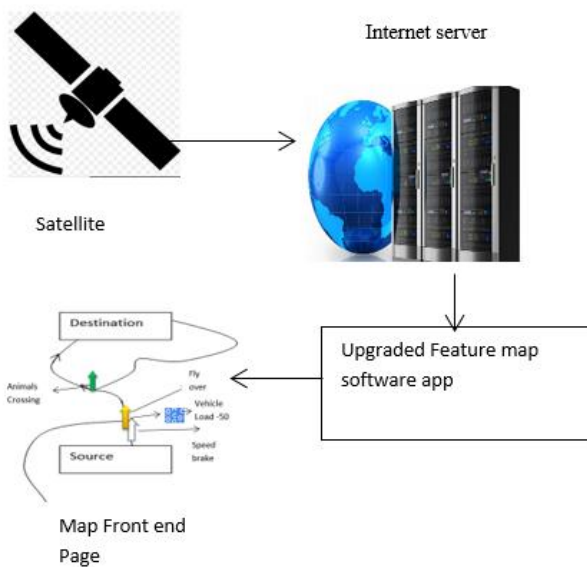 Internet server
Satellite
Upgraded Feature map
software app
Destination
Animals
Crossing
Fly
over
Vehicle
Load -50
Speed
brake
Source
Map Front end
Page